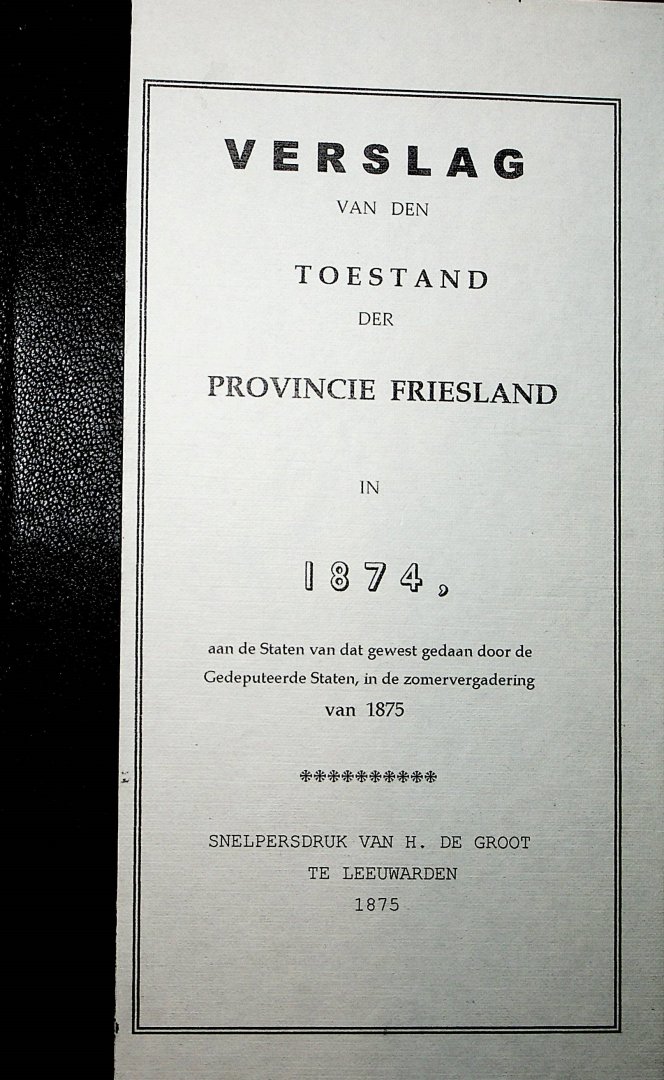 VERSLAG
VAN DEN
TOESTAND
DER
PROVINCIE FRIESLAND
IN
1874,
aan de Staten van dat gewest gedaan door de
Gedeputeerde Staten, in de zomervergadering
van 1875
**********
SNELPERSDRUK VAN H. DE GROOT
TE LEEUWARDEN
1875